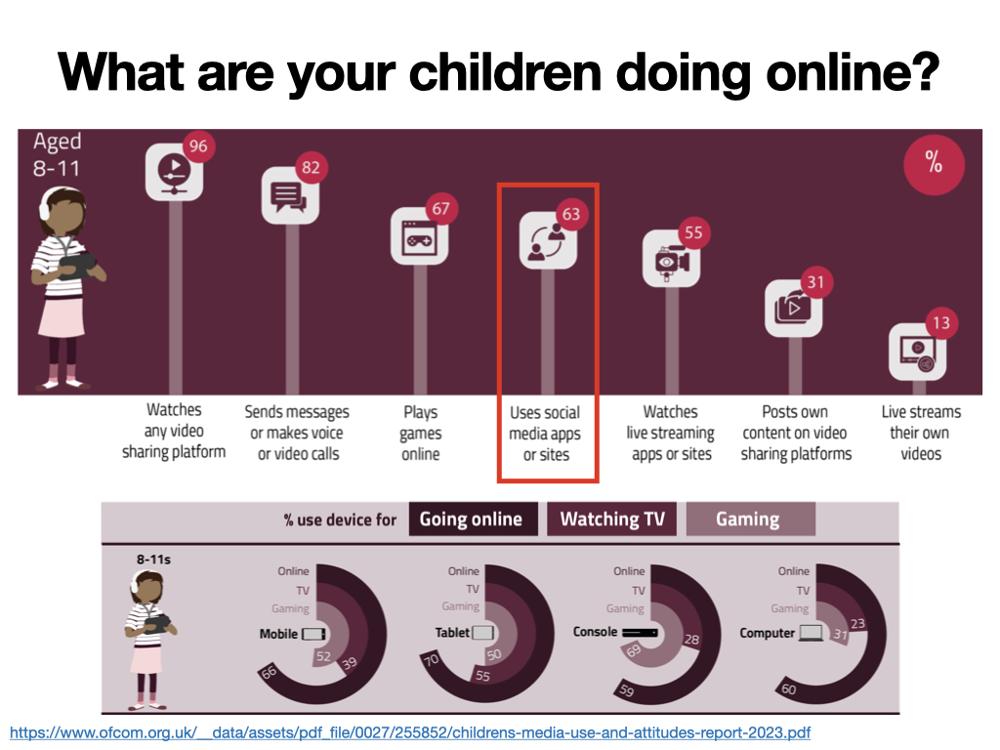 What are your children doing online?
Aged
8-11
96
82
67
63
55
31
13
%
Watches
any video
sharing platform
Sends messages
or makes voice
or video calls
Plays
games
online
Uses social
media apps
or sites
Watches
live streaming
apps or sites
Posts own
content on video
sharing platforms
Live streams
their own
videos
% use device for
Going online
Watching TV
Gaming
8-11s
Online
TV
Gaming
Mobile
66
39
52
Online
TV
Gaming
Tablet
70
55
50
Online
TV
Gaming
Console
59
28
69
Online
TV
Gaming
Computer
60
23
31
https://www.ofcom.org.uk/__data/assets/pdf_file/0027/255852/childrens-media-use-and-attitudes-report-2023.pdf